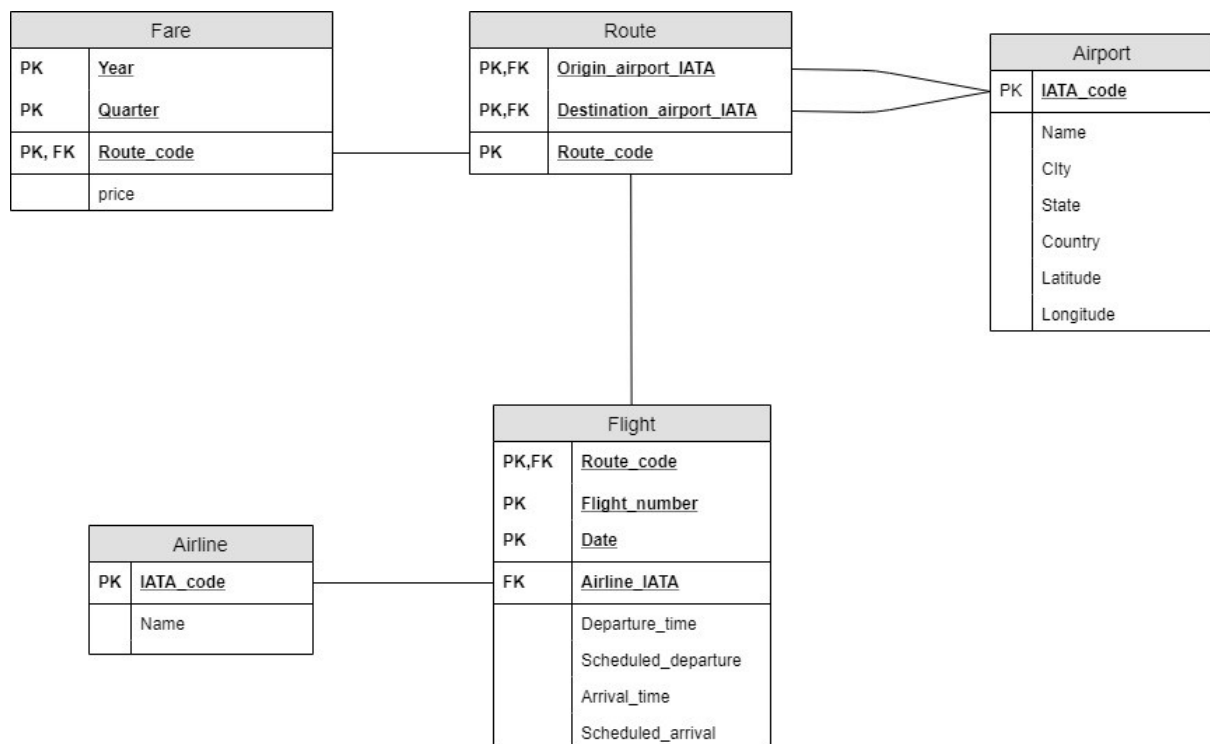 Fare
PK Year
PK Quarter
PK, FK Route_code
price
Route
PK,FK Origin_airport_IATA
PK,FK Destination_airport_IATA
PK Route_code
Airport
PK IATA_code
Name
CIty
State
Country
Latitude
Longitude
Flight
PK,FK Route_code
PK Flight_number
PK Date
FK Airline_IATA
Departure_time
Scheduled_departure
Arrival_time
Scheduled_arrival
Airline
PK IATA_code
Name